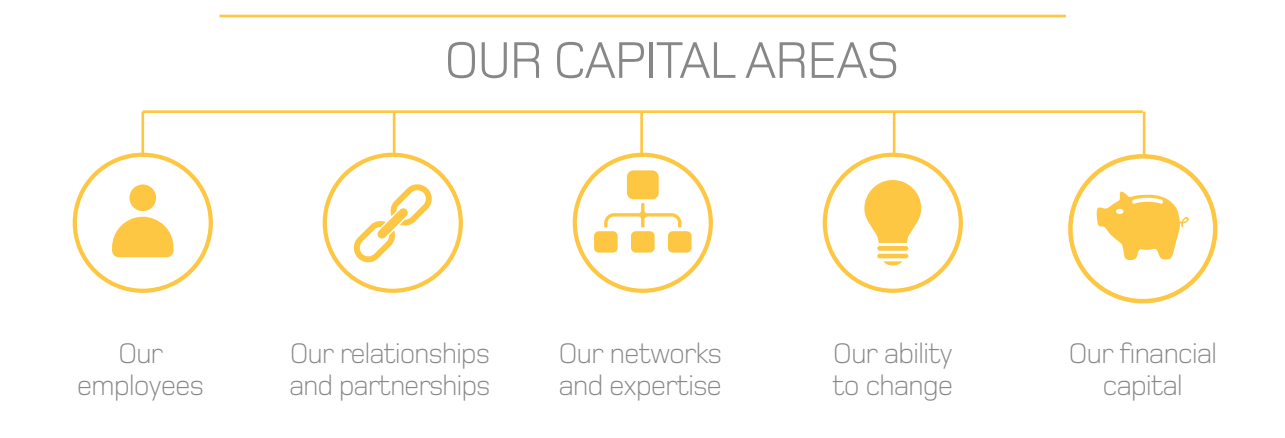 OUR CAPITAL AREAS
Our
employees
Our relationships
and partnerships
Our networks
and expertise
Our ability
to change
Our financial
capital